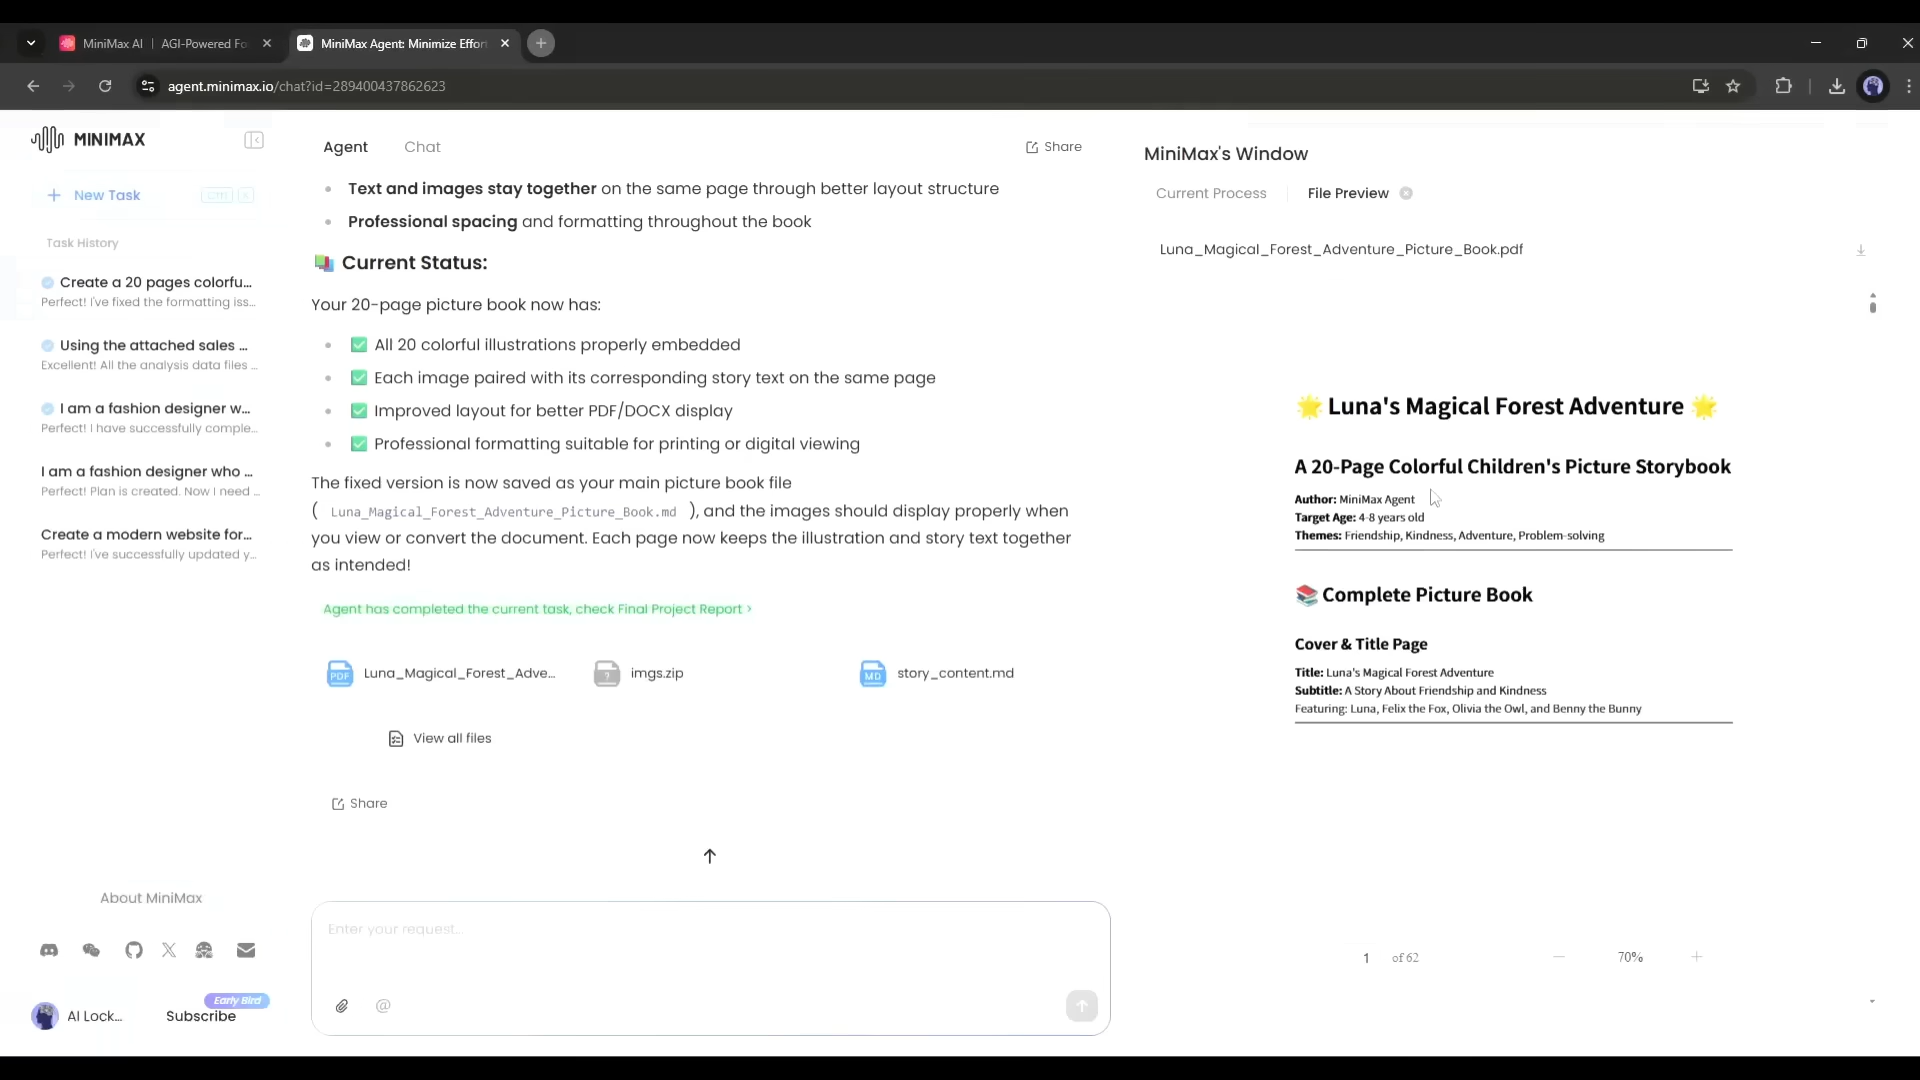 MiniMax AI | AGI-Powered Fo
MiniMax Agent: Minimize Effor
agent.minimax.io/chat?id=289400437862623
MINIMAX
New Task
Ctrl K
Task History
Create a 20 pages colorfu...
Perfect! I've fixed the formatting iss...
Using the attached sales ...
Excellent! All the analysis data files ...
I am a fashion designer w...
Perfect! I have successfully comple...
I am a fashion designer who ...
Perfect! Plan is created. Now I need ...
Create a modern website for...
Perfect! I've successfully updated y...
About MiniMax
Early Bird
AI Lock...
Subscribe
Agent
Chat
Share
Text and images stay together on the same page through better layout structure
Professional spacing and formatting throughout the book
Current Status:
Your 20-page picture book now has:
All 20 colorful illustrations properly embedded
Each image paired with its corresponding story text on the same page
Improved layout for better PDF/DOCX display
Professional formatting suitable for printing or digital viewing
The fixed version is now saved as your main picture book file
( Luna_Magical_Forest_Adventure_Picture_Book.md ), and the images should display properly when
you view or convert the document. Each page now keeps the illustration and story text together
as intended!
Agent has completed the current task, check Final Project Report >
PDF
Luna_Magical_Forest_Adve...
?
imgs.zip
MD
story_content.md
View all files
Share
Enter your request..
@
MiniMax's Window
Current Process
File Preview
Luna_Magical_Forest_Adventure_Picture_Book.pdf
Luna's Magical Forest Adventure
A 20-Page Colorful Children's Picture Storybook
Author: MiniMax Agent
Target Age: 4-8 years old
Themes: Friendship, Kindness, Adventure, Problem-solving
Complete Picture Book
Cover & Title Page
Title: Luna's Magical Forest Adventure
Subtitle: A Story About Friendship and Kindness
Featuring: Luna, Felix the Fox, Olivia the Owl, and Benny the Bunny
1 of 62
70%